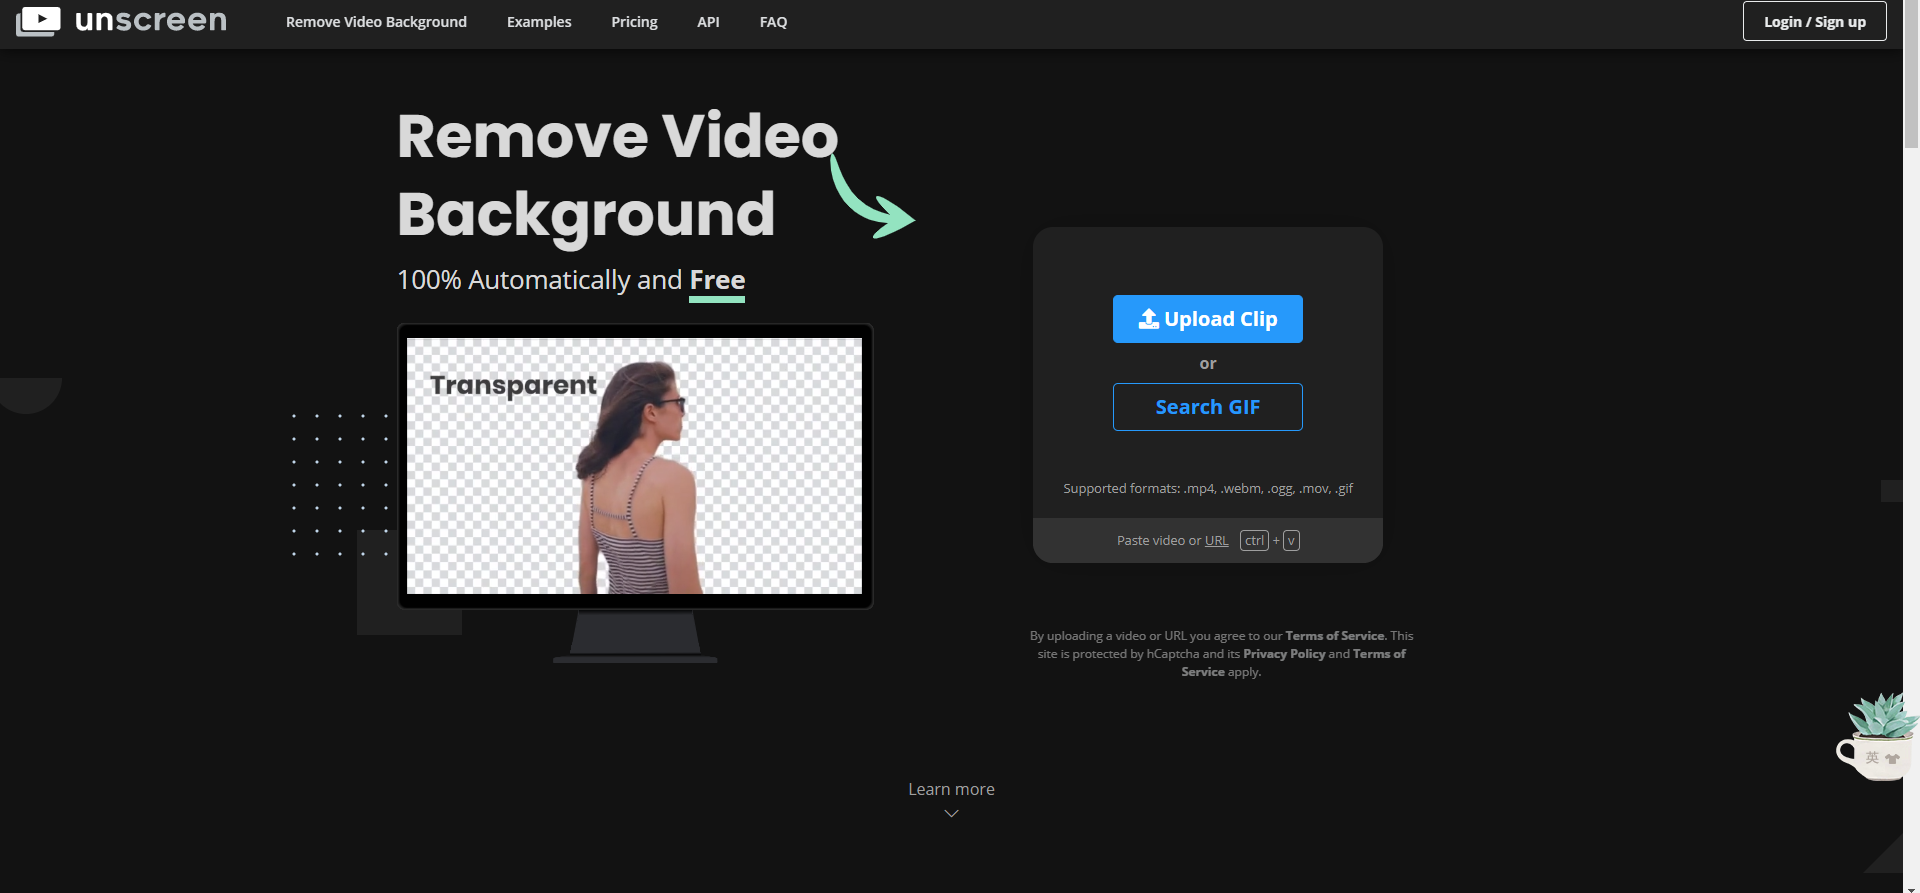 unscreen
Remove Video Background
Examples
Pricing
API
FAQ
Login / Sign up
Remove Video
Background
100% Automatically and Free
Transparent
Upload Clip
or
Search GIF
Supported formats: .mp4, .webm, .ogg, .mov, .gif
Paste video or URL ctrl + v
By uploading a video or URL you agree to our Terms of Service. This
site is protected by hCaptcha and its Privacy Policy and Terms of
Service apply.
英
Learn more